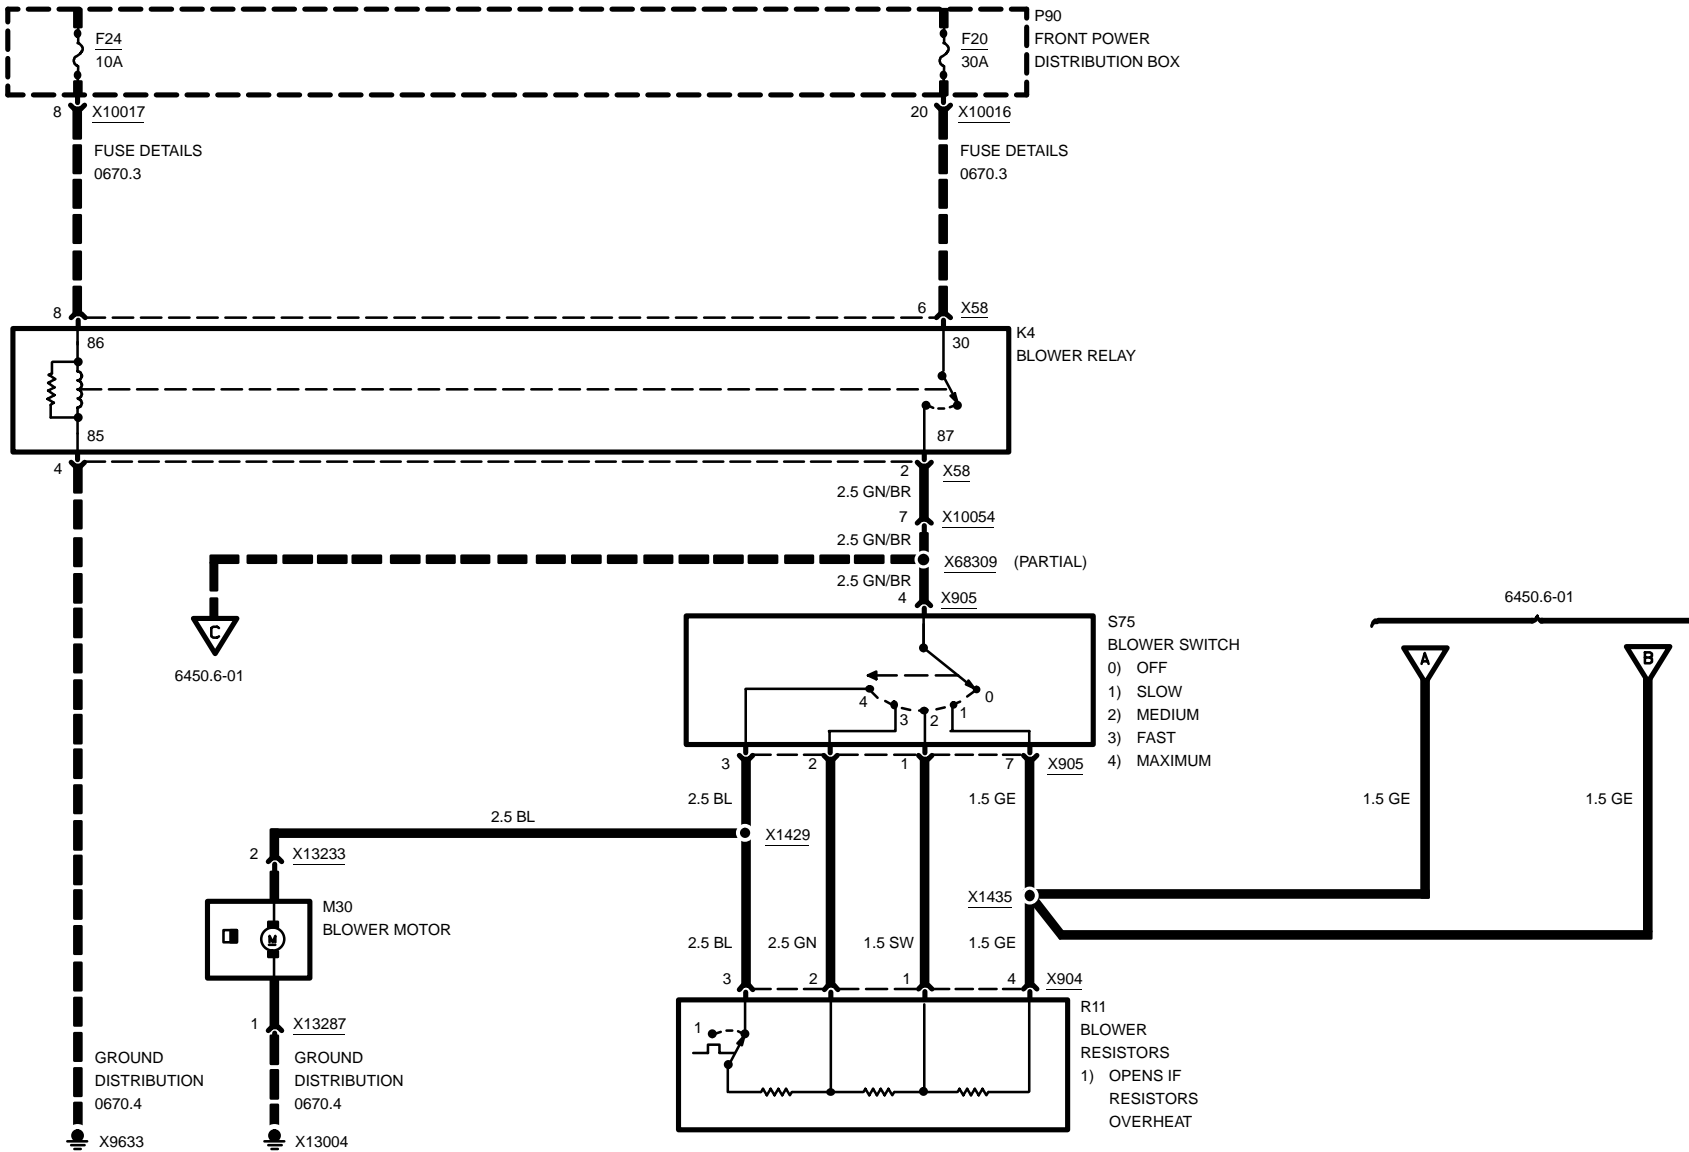 P90
FRONT POWER
DISTRIBUTION BOX
F24
10A
F20
30A
8 X10017
20 X10016
FUSE DETAILS
0670.3
FUSE DETAILS
0670.3
8
6 X58
K4
BLOWER RELAY
86
30
85
87
4
2 X58
2.5 GN/BR
7 X10054
2.5 GN/BR
X68309 (PARTIAL)
2.5 GN/BR
4 X905
C
6450.6-01
S75
BLOWER SWITCH
0) OFF
1) SLOW
2) MEDIUM
3) FAST
4) MAXIMUM
4 3 2 1 0
6450.6-01
A
B
3 2 1 7 X905
2.5 BL
1.5 GE
1.5 GE
1.5 GE
2.5 BL
X1429
2 X13233
M30
BLOWER MOTOR
M
X1435
2.5 BL
2.5 GN
1.5 SW
1.5 GE
3 2 1 4 X904
R11
BLOWER
RESISTORS
1) OPENS IF
RESISTORS
OVERHEAT
1
1 X13287
GROUND
DISTRIBUTION
0670.4
GROUND
DISTRIBUTION
0670.4
X9633
X13004